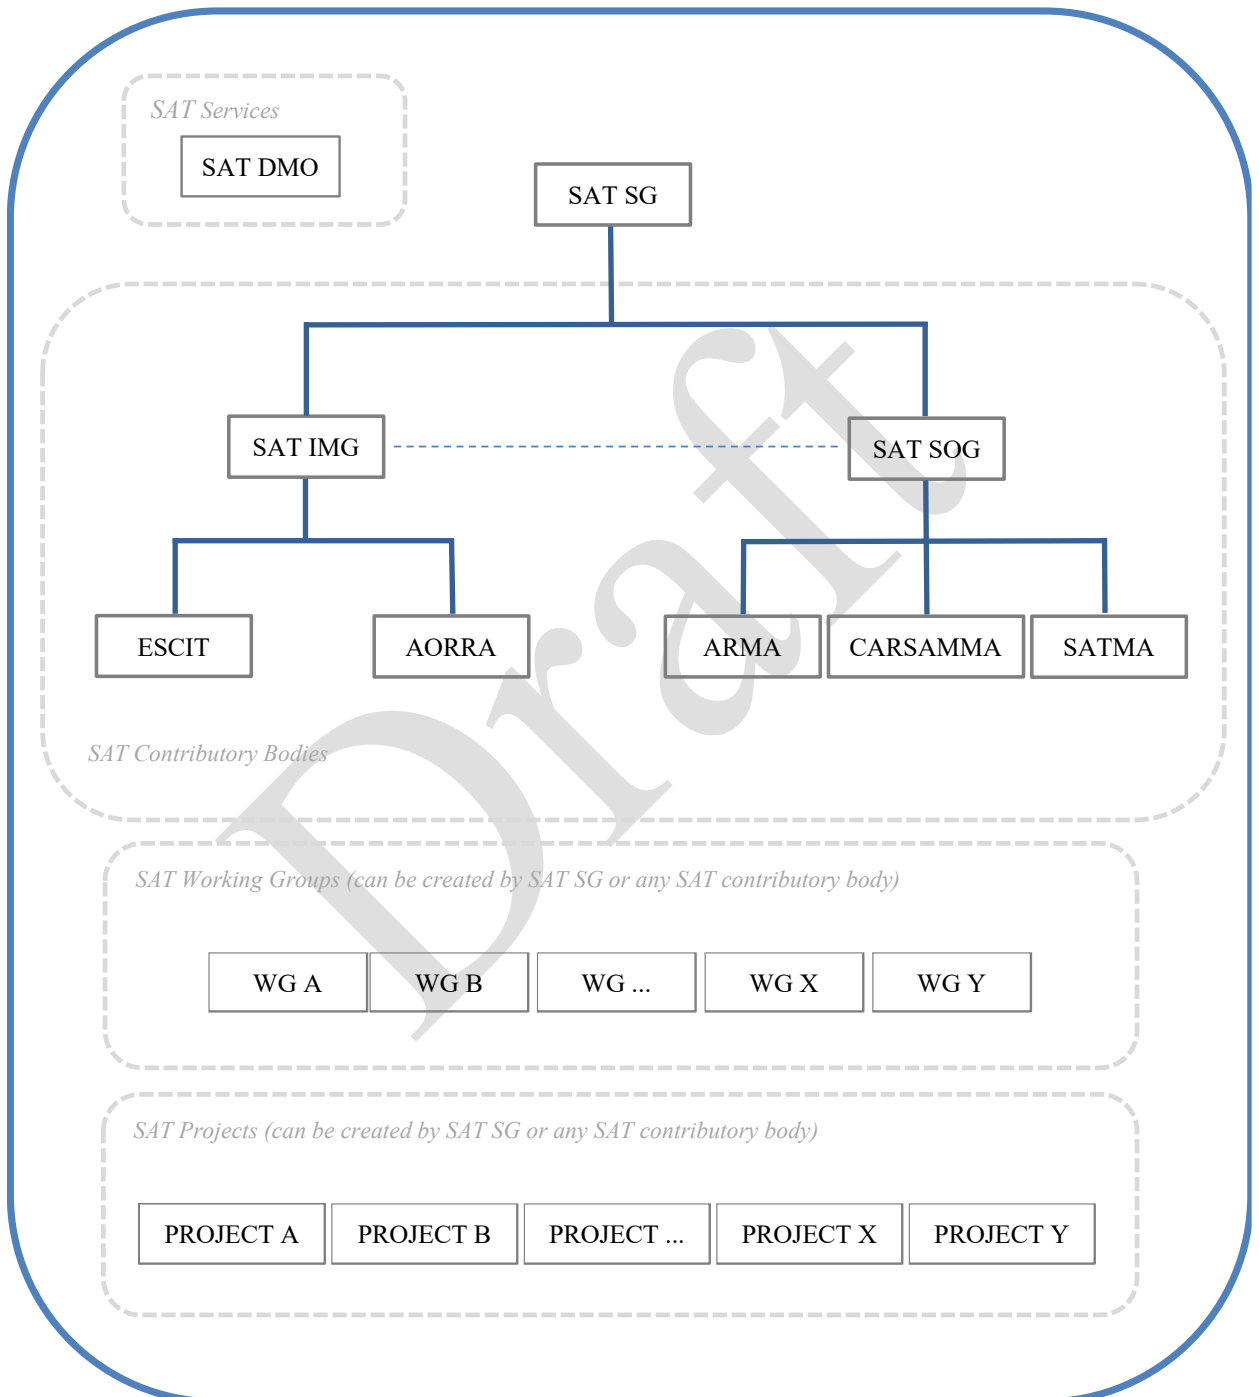 SAT Services
SAT DMO
SAT SG
SAT IMG
SAT SOG
ESCIT
AORRA
ARMA
CARSAMMA
SATMA
SAT Contributory Bodies
SAT Working Groups (can be created by SAT SG or any SAT contributory body)
WG A
WG B
WG ...
WG X
WG Y
SAT Projects (can be created by SAT SG or any SAT contributory body)
PROJECT A
PROJECT B
PROJECT ...
PROJECT X
PROJECT Y
Draft